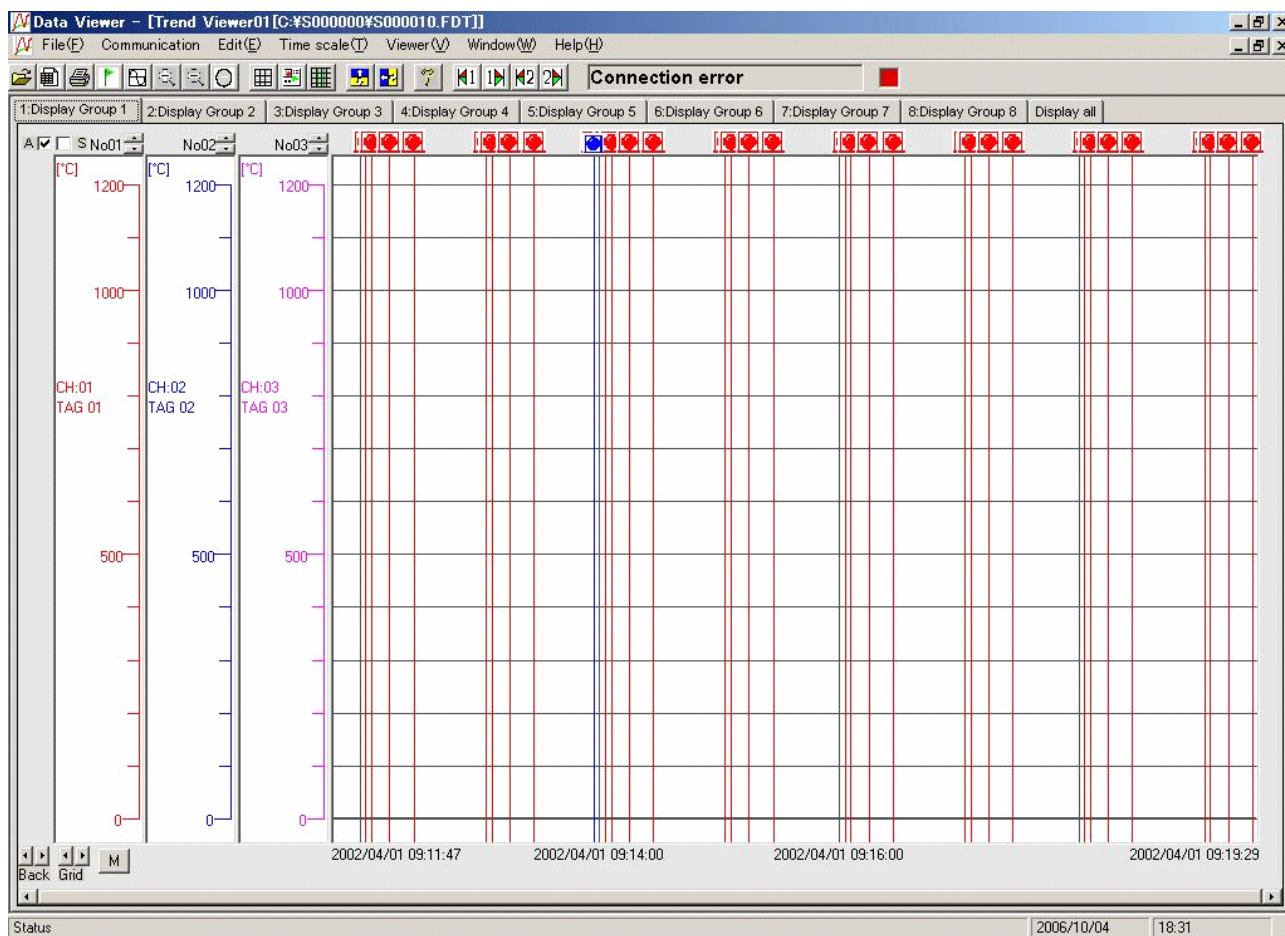 Data Viewer - [Trend Viewer01[C:¥S000000¥S000010.FDT]]
File(F) Communication Edit(E) Time scale(T) Viewer(V) Window(W) Help(H)
1 1 2 2 Connection error
1:Display Group 1 2:Display Group 2 3:Display Group 3 4:Display Group 4 5:Display Group 5 6:Display Group 6 7:Display Group 7 8:Display Group 8 Display all
A S No01 No02 No03
[°C] [°C] [°C]
1200 1200 1200
1000 1000 1000
CH:01 CH:02 CH:03
TAG 01 TAG 02 TAG 03
500 500 500
0 0 0
2002/04/01 09:11:47 2002/04/01 09:14:00 2002/04/01 09:16:00 2002/04/01 09:19:29
M
Back Grid
Status 2006/10/04 18:31